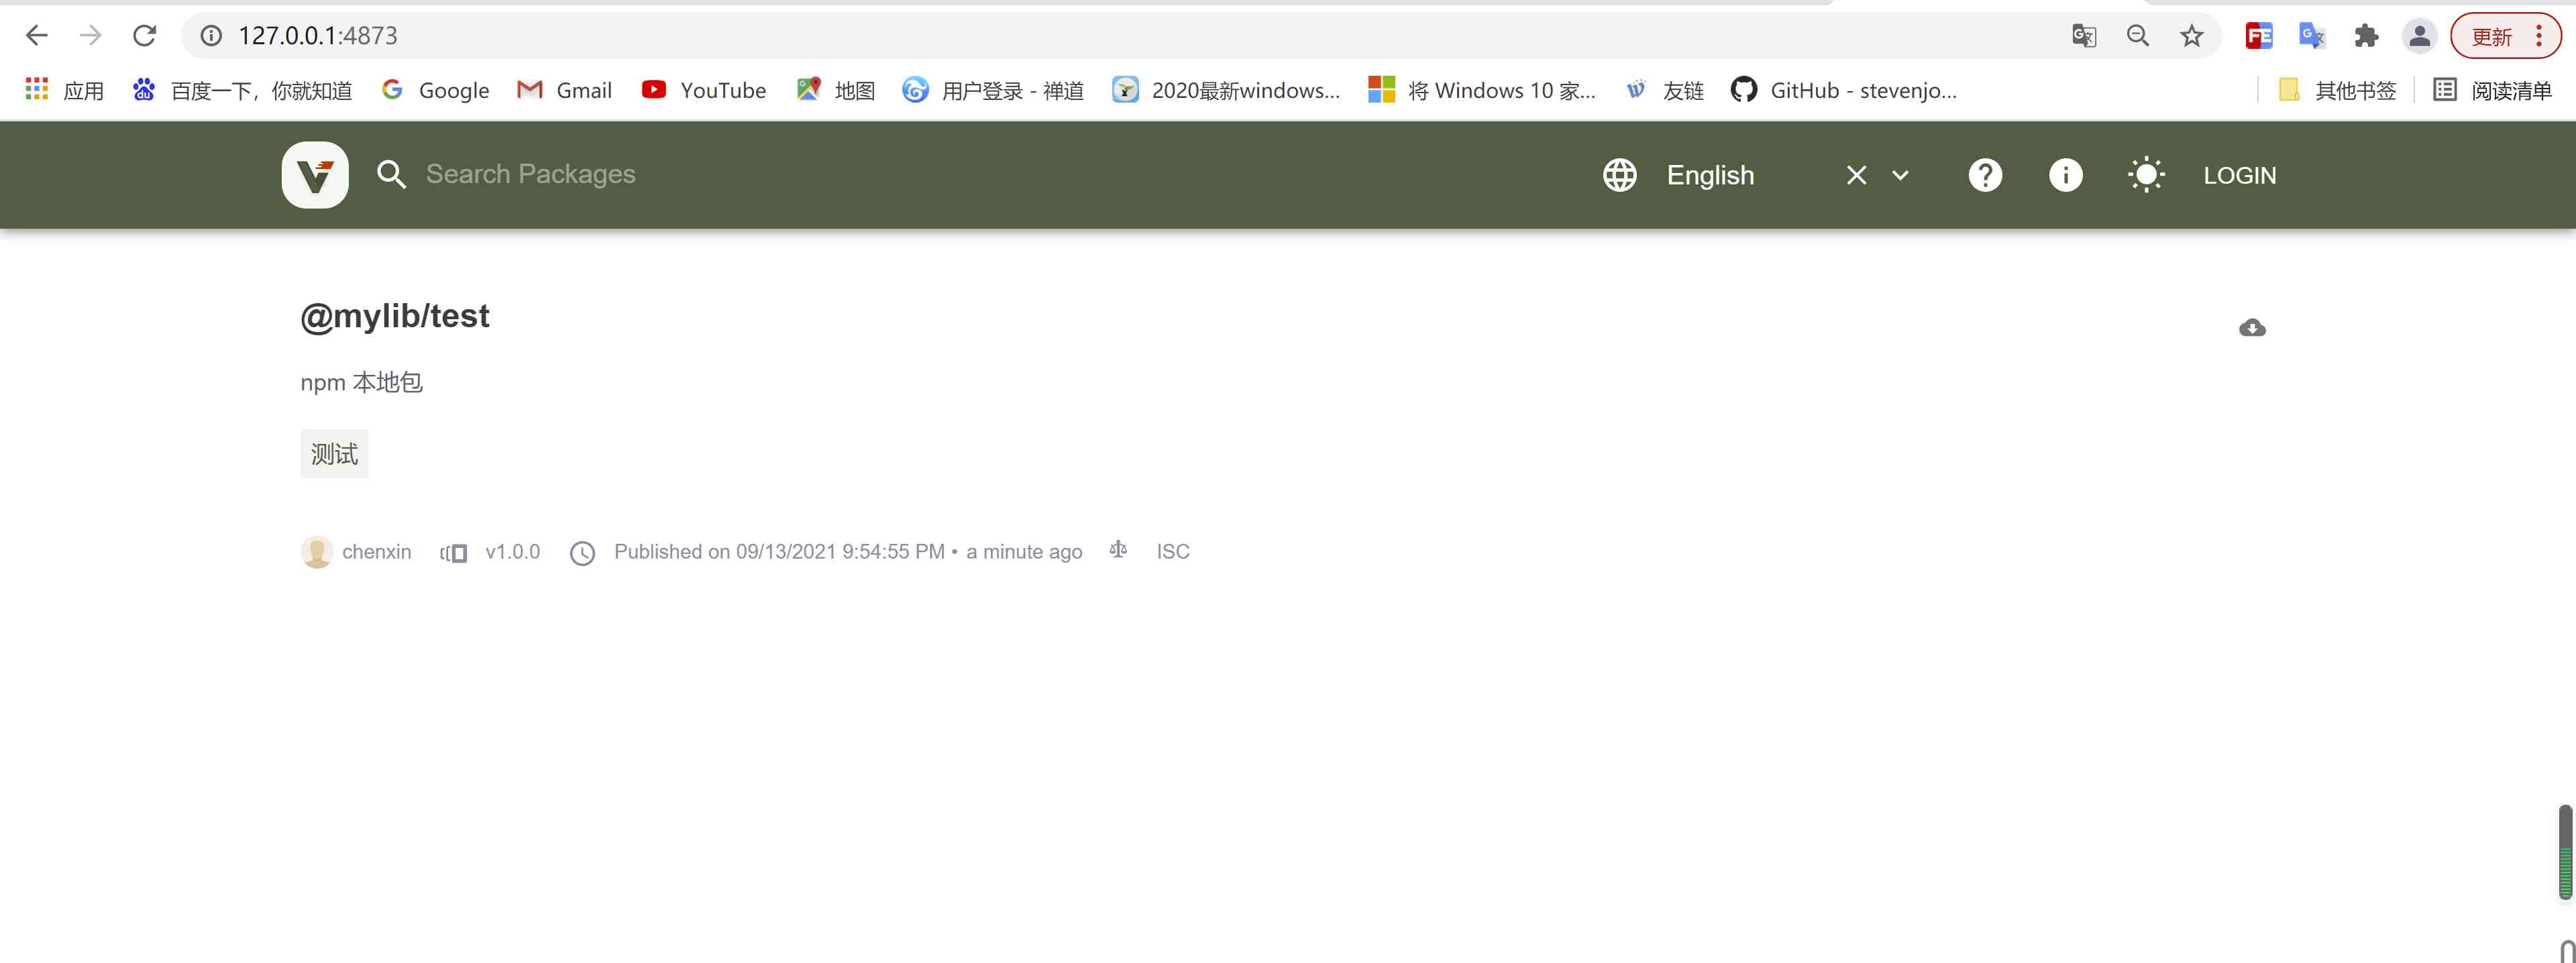 127.0.0.1:4873 更新
应用 百度一下，你就知道 Google Gmail YouTube 地图 用户登录 - 禅道 2020最新windows... 将 Windows 10 家... 友链 GitHub - stevenjo... 其他书签 阅读清单
Search Packages English LOGIN
@mylib/test
npm 本地包
测试
chenxin v1.0.0 Published on 09/13/2021 9:54:55 PM • a minute ago ISC